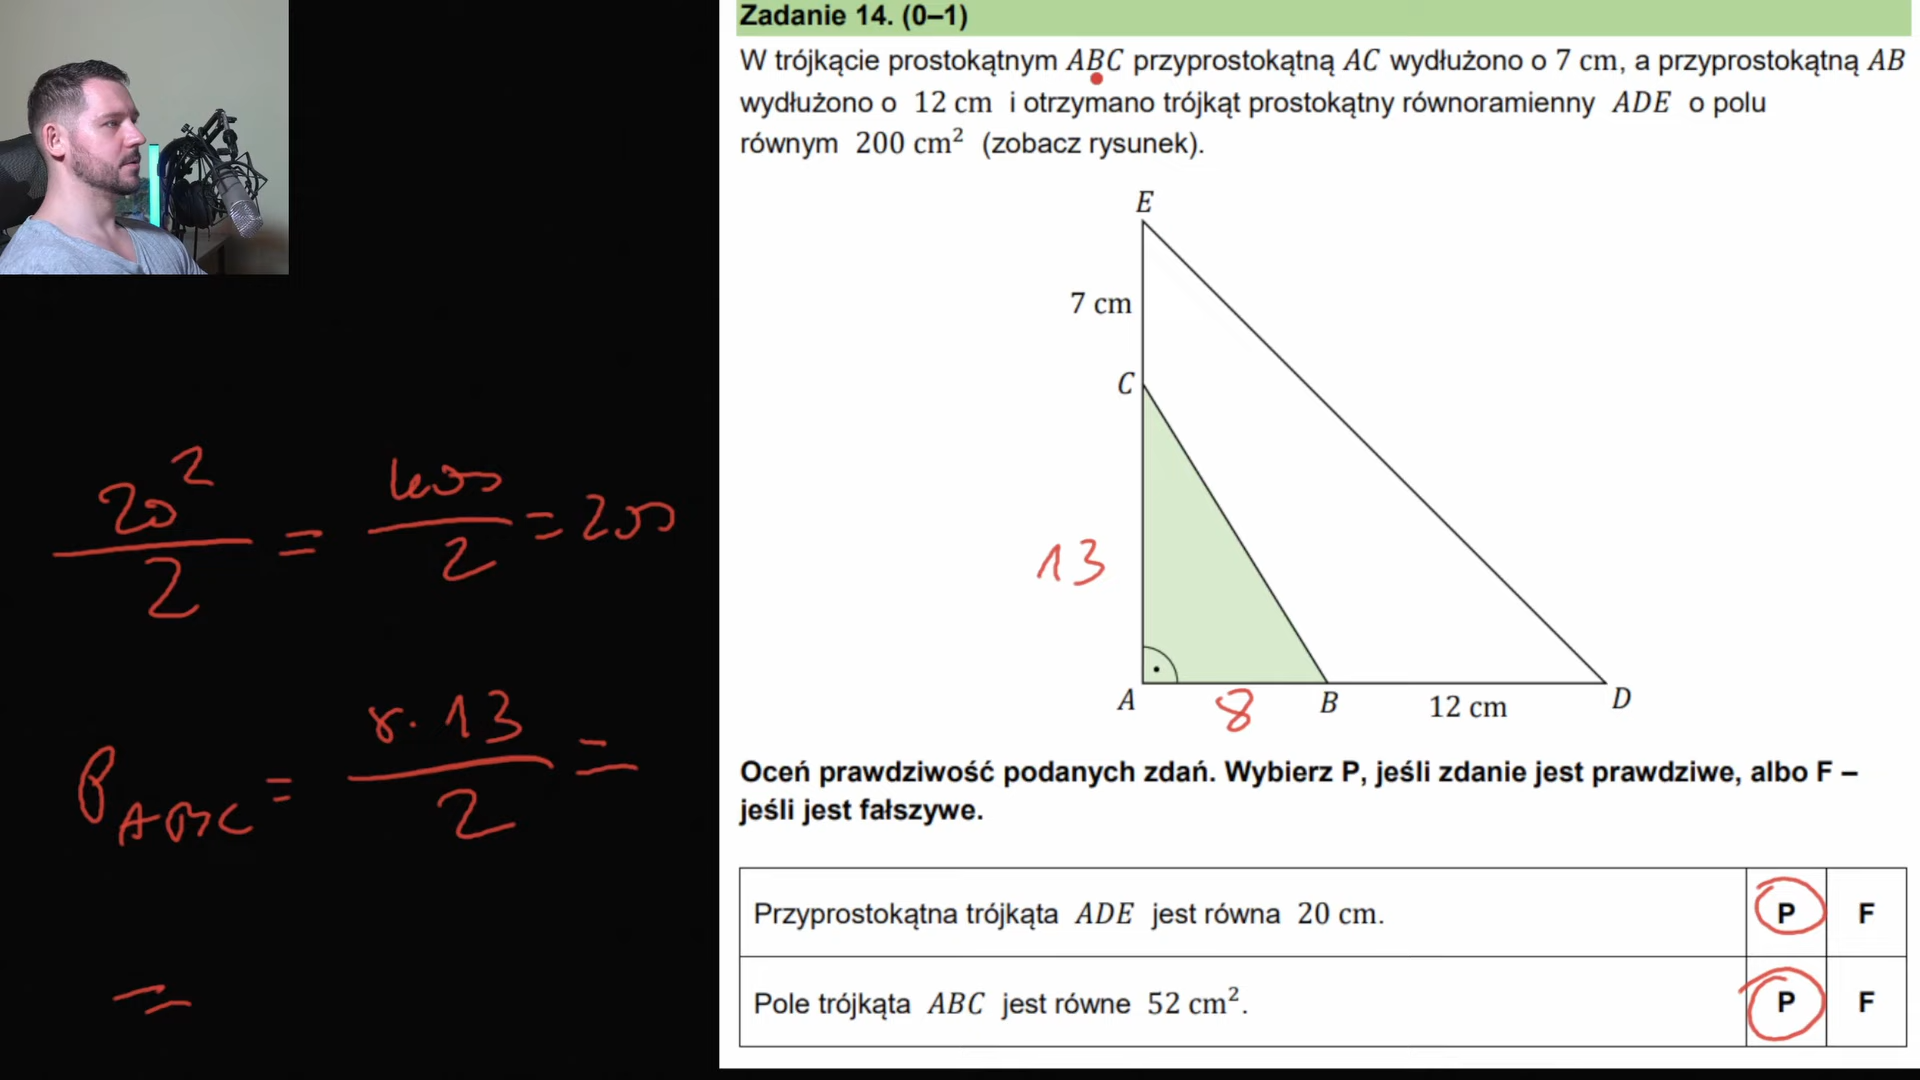 Zadanie 14. (0–1)
W trójkącie prostokątnym ABC przyprostokątną AC wydłużono o 7 cm, a przyprostokątną AB
wydłużono o 12 cm i otrzymano trójkąt prostokątny równoramienny ADE o polu
równym 200 cm² (zobacz rysunek).
E
7 cm
C
13
A
8
B
12 cm
D
20² / 2 = 400 / 2 = 200
P ABC = 8 · 13 / 2 =
=
Oceń prawdziwość podanych zdań. Wybierz P, jeśli zdanie jest prawdziwe, albo F –
jeśli jest fałszywe.
Przyprostokątna trójkąta ADE jest równa 20 cm. P F
Pole trójkąta ABC jest równe 52 cm². P F